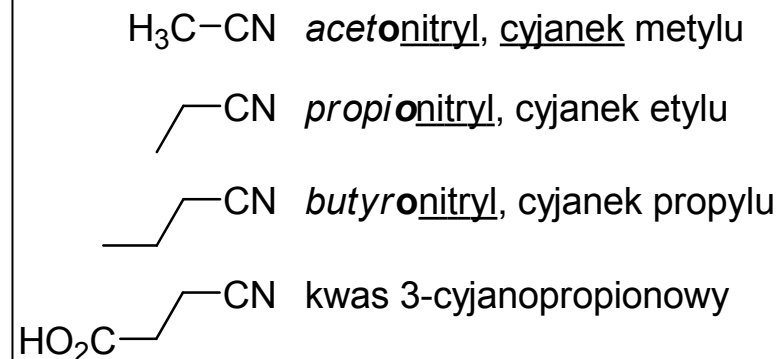 H₃C–CN acetonitryl, cyjanek metylu
CN propionitryl, cyjanek etylu
CN butyronitryl, cyjanek propylu
CN kwas 3-cyjanopropionowy
HO₂C